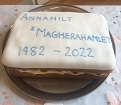 ANNAHILT
& MAGHERAHAMLET
1982 - 2022